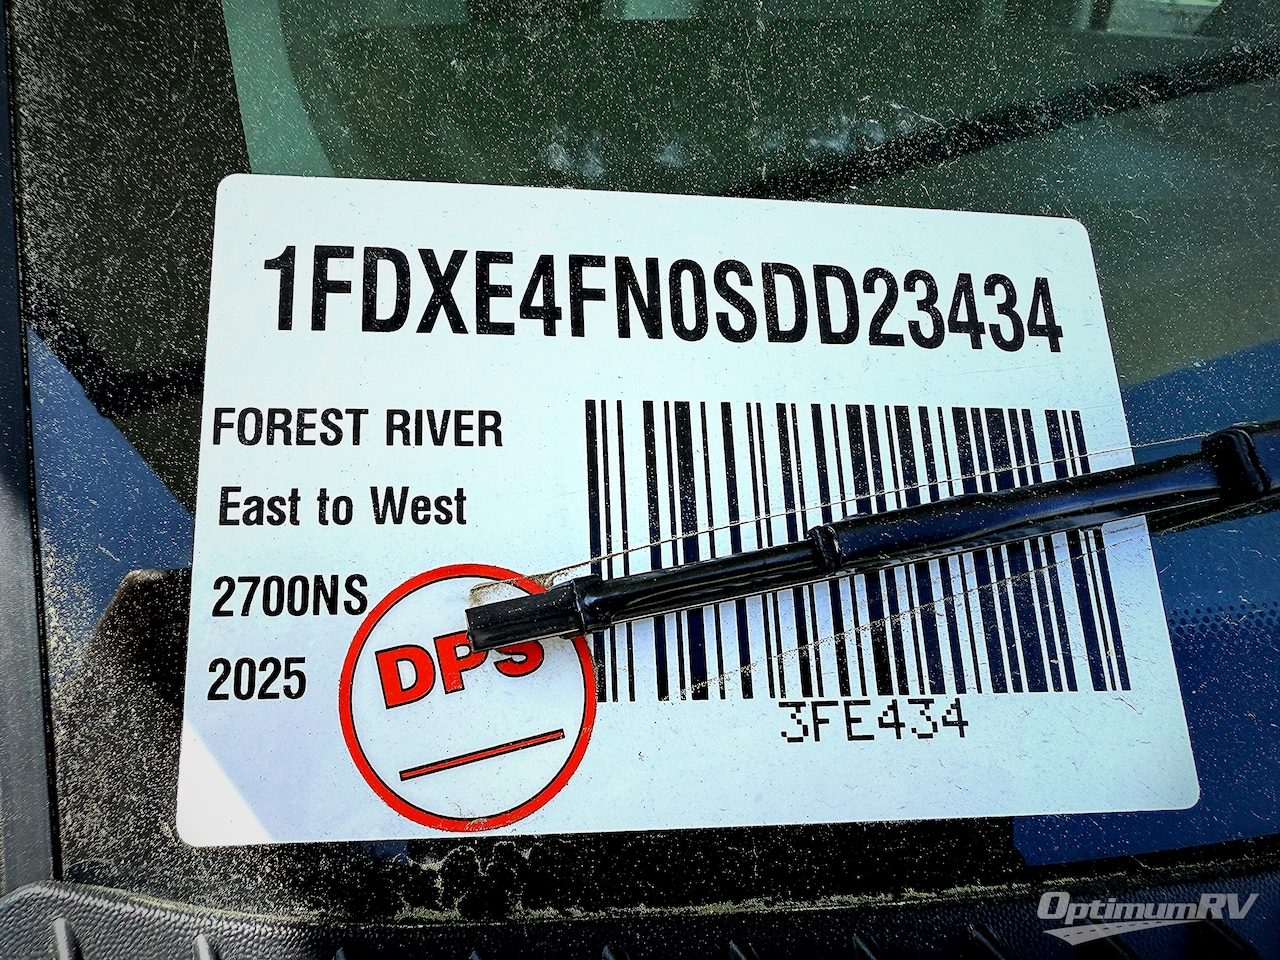 1FDXE4FN0SDD23434
FOREST RIVER
East to West
2700NS
2025
DPS
3FE434
OptimumRV